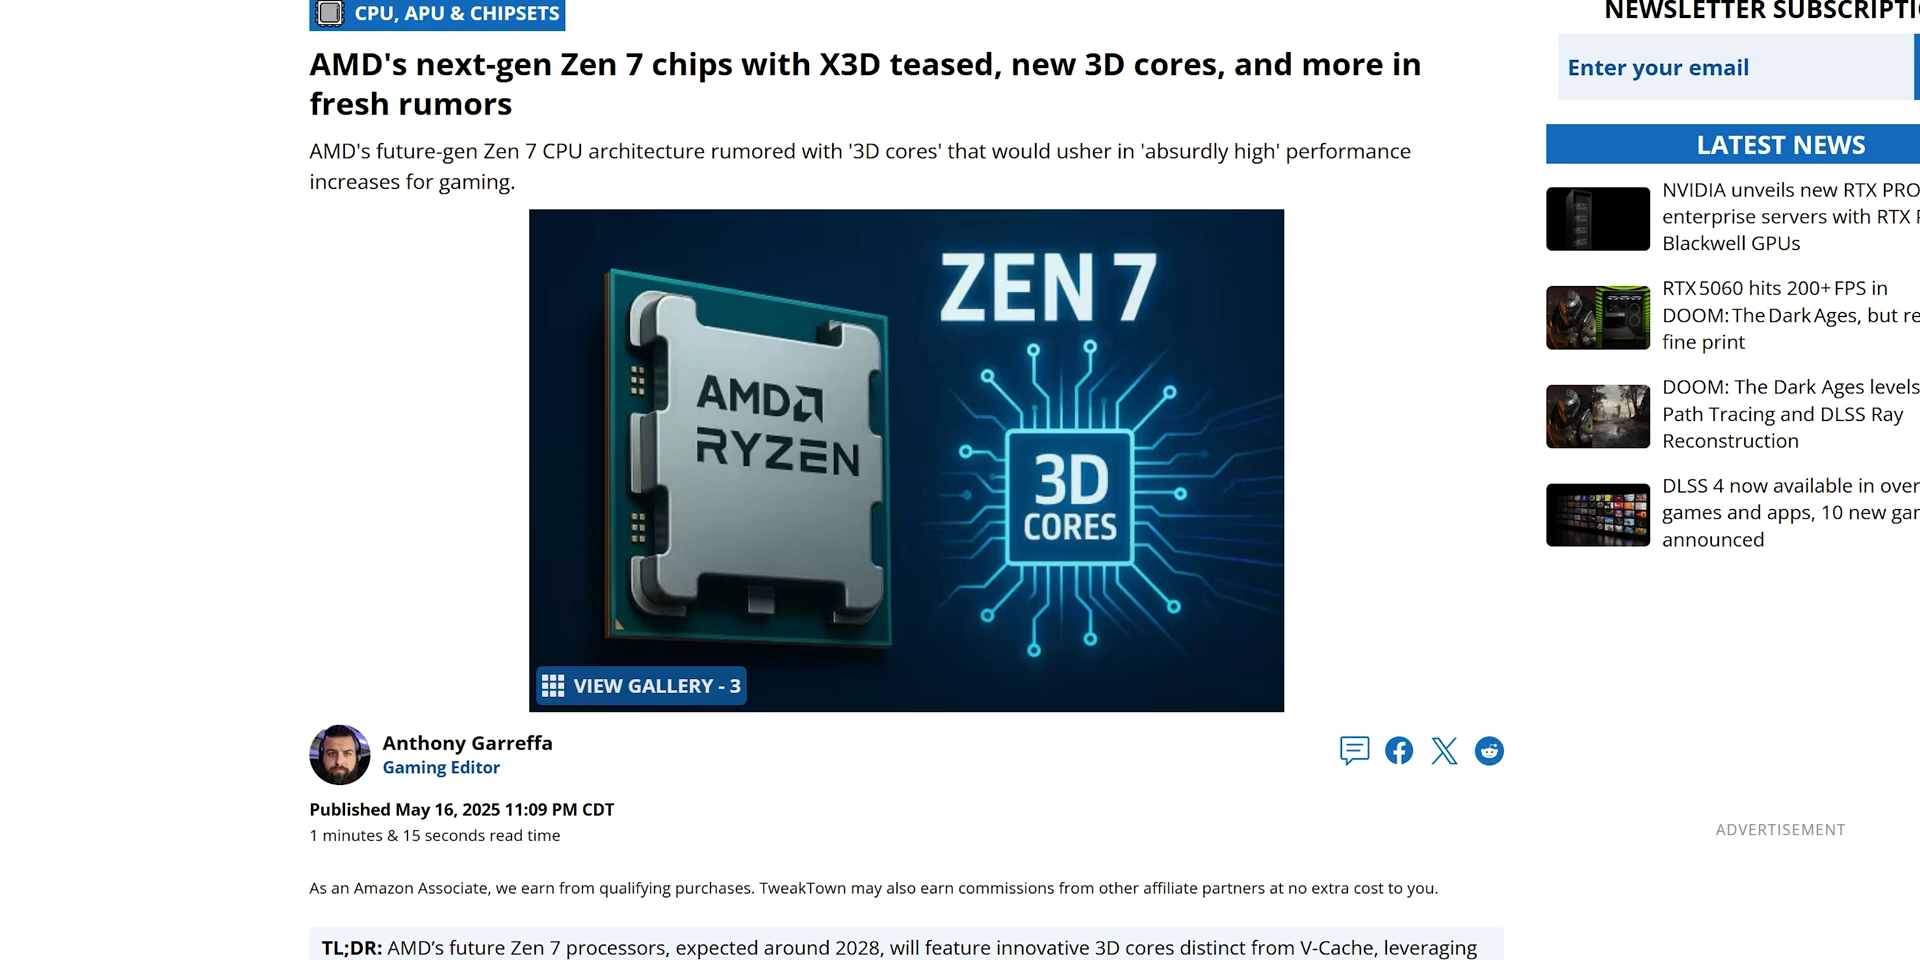 CPU, APU & CHIPSETS
AMD's next-gen Zen 7 chips with X3D teased, new 3D cores, and more in
fresh rumors
AMD's future-gen Zen 7 CPU architecture rumored with '3D cores' that would usher in 'absurdly high' performance
increases for gaming.
ZEN 7
AMD
RYZEN
3D
CORES
VIEW GALLERY - 3
Anthony Garreffa
Gaming Editor
Published May 16, 2025 11:09 PM CDT
1 minutes & 15 seconds read time
As an Amazon Associate, we earn from qualifying purchases. TweakTown may also earn commissions from other affiliate partners at no extra cost to you.
TL;DR: AMD’s future Zen 7 processors, expected around 2028, will feature innovative 3D cores distinct from V-Cache, leveraging
NEWSLETTER
Enter your email
LATEST NEWS
NVIDIA unveils new RTX PRO
enterprise servers with RTX
Blackwell GPUs
RTX 5060 hits 200+ FPS in
DOOM: The Dark Ages, but
fine print
DOOM: The Dark Ages levels
Path Tracing and DLSS Ray
Reconstruction
DLSS 4 now available in over
games and apps, 10 new
announced
ADVERTISEMENT